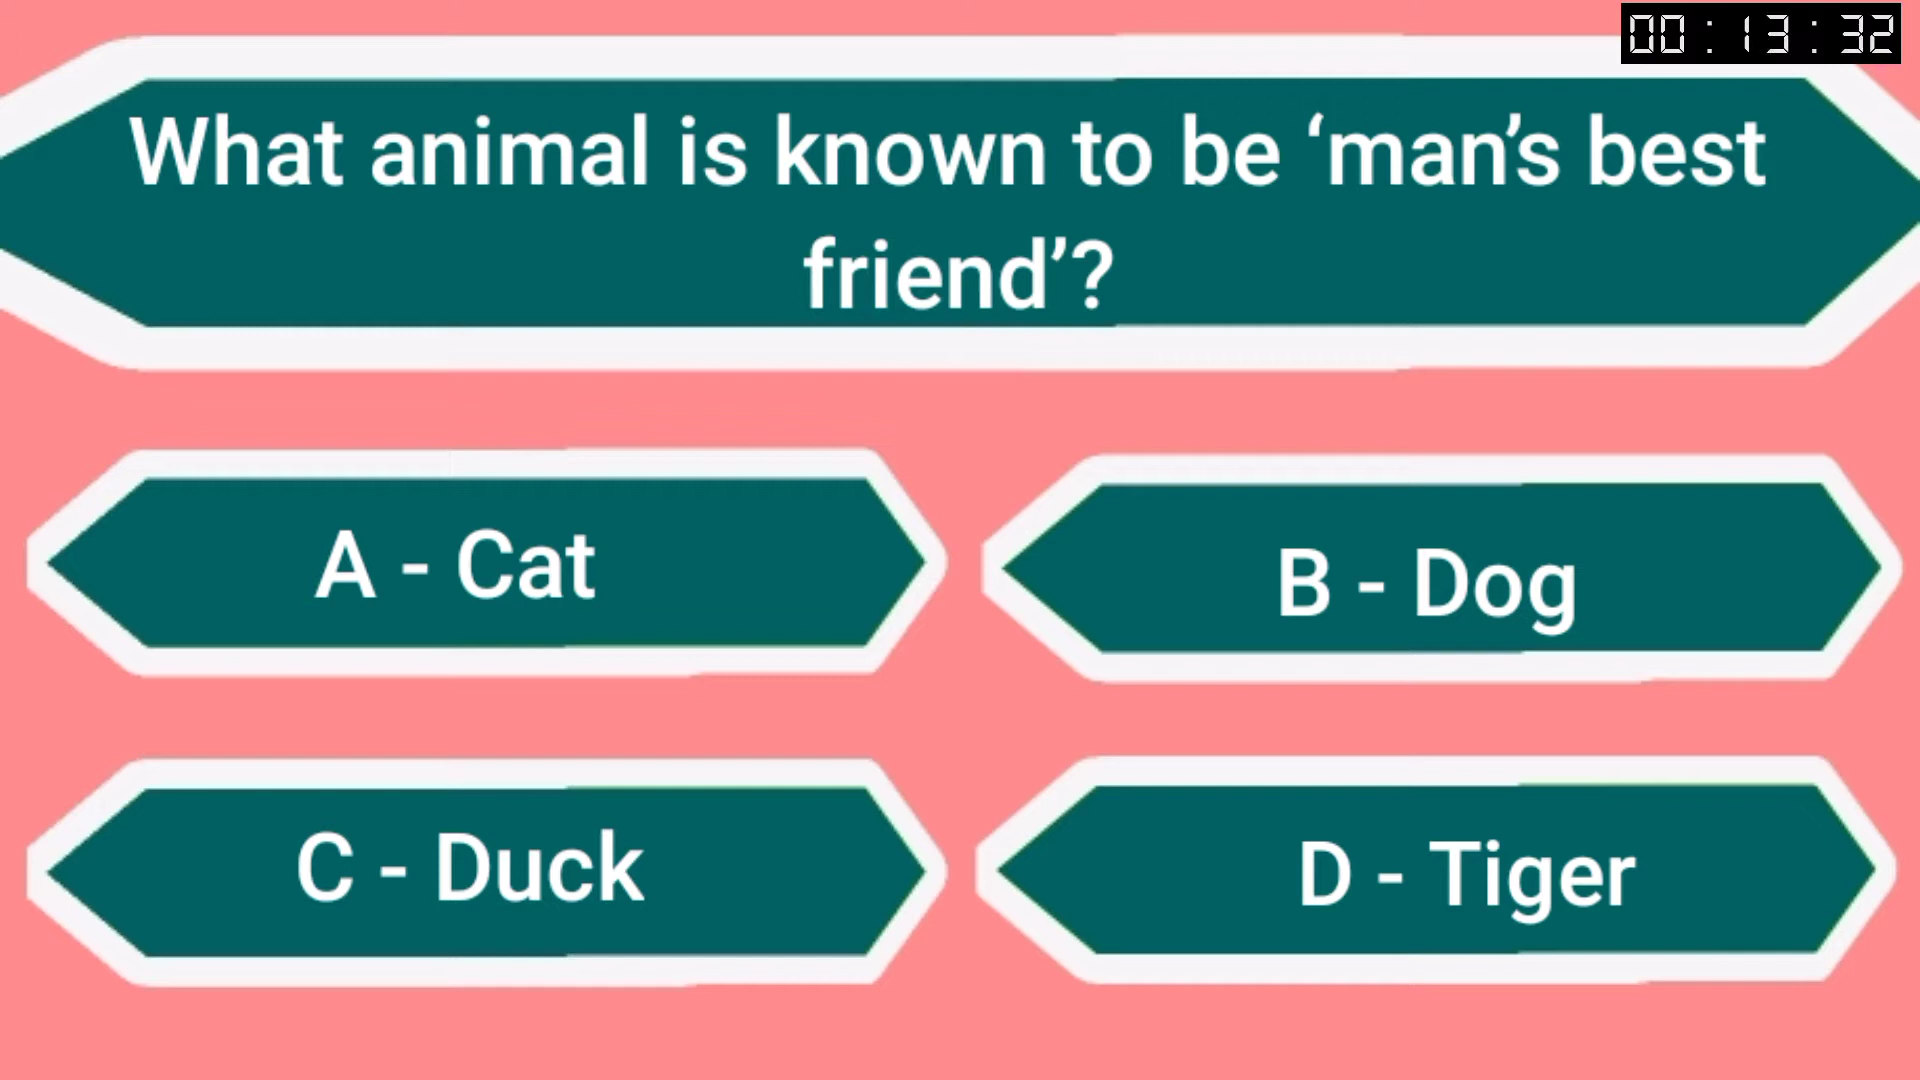 00 : 13 : 32
What animal is known to be ‘man’s best
friend’?
A - Cat
B - Dog
C - Duck
D - Tiger